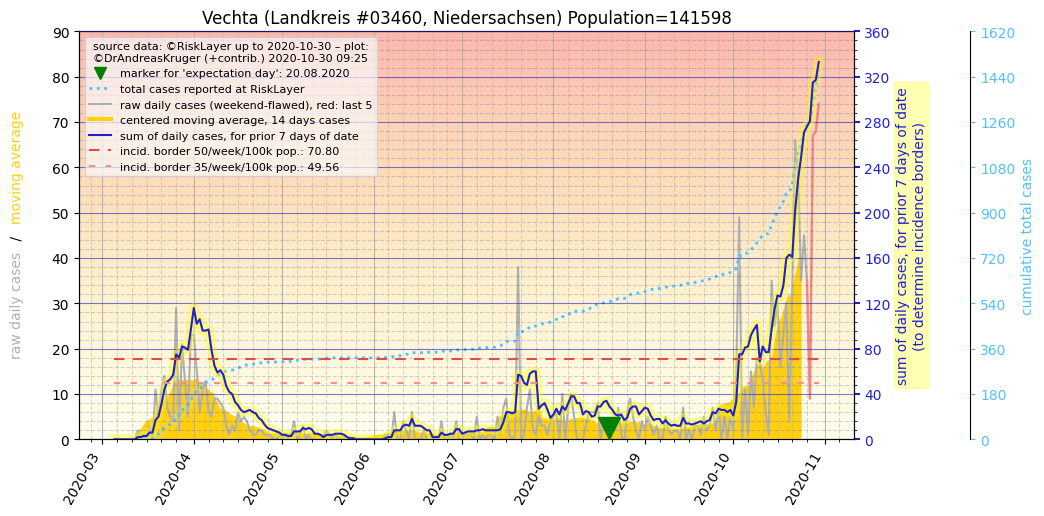 Vechta (Landkreis #03460, Niedersachsen) Population=141598
source data: ©RiskLayer up to 2020-10-30 – plot:
©DrAndreasKruger (+contrib.) 2020-10-30 09:25
marker for 'expectation day': 20.08.2020
total cases reported at RiskLayer
raw daily cases (weekend-flawed), red: last 5
centered moving average, 14 days cases
sum of daily cases, for prior 7 days of date
incid. border 50/week/100k pop.: 70.80
incid. border 35/week/100k pop.: 49.56
raw daily cases / moving average
90
80
70
60
50
40
30
20
10
0
2020-03
2020-04
2020-05
2020-06
2020-07
2020-08
2020-09
2020-10
2020-11
360
320
280
240
200
160
120
80
40
0
sum of daily cases, for prior 7 days of date
(to determine incidence borders)
1620
1440
1260
1080
900
720
540
360
180
0
cumulative total cases